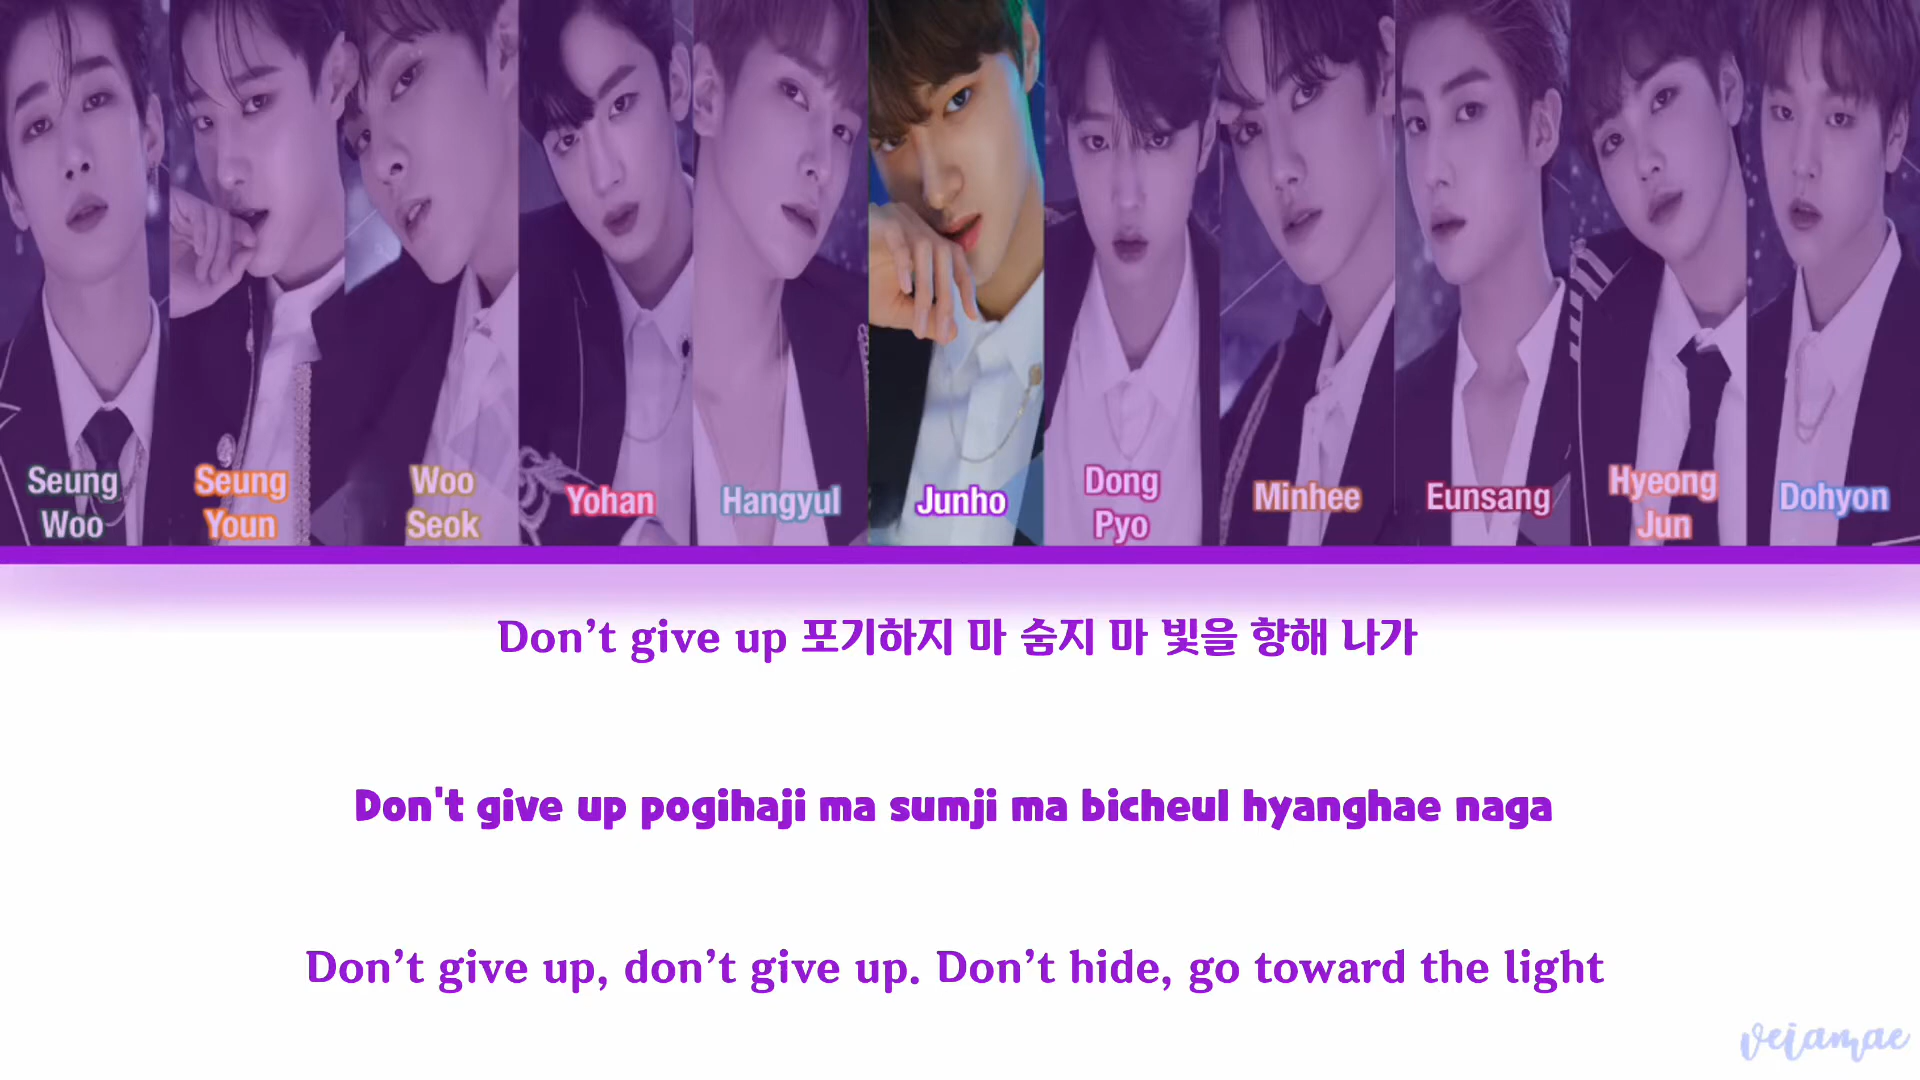 Seung
Woo
Seung
Youn
Woo
Seok
Yohan
Hangyul
Junho
Dong
Pyo
Minhee
Eunsang
Hyeong
Jun
Dohyon
Don’t give up 포기하지 마 숨지 마 빛을 향해 나가
Don't give up pogihaji ma sumji ma bicheul hyanghae naga
Don’t give up, don’t give up. Don’t hide, go toward the light
veiamae